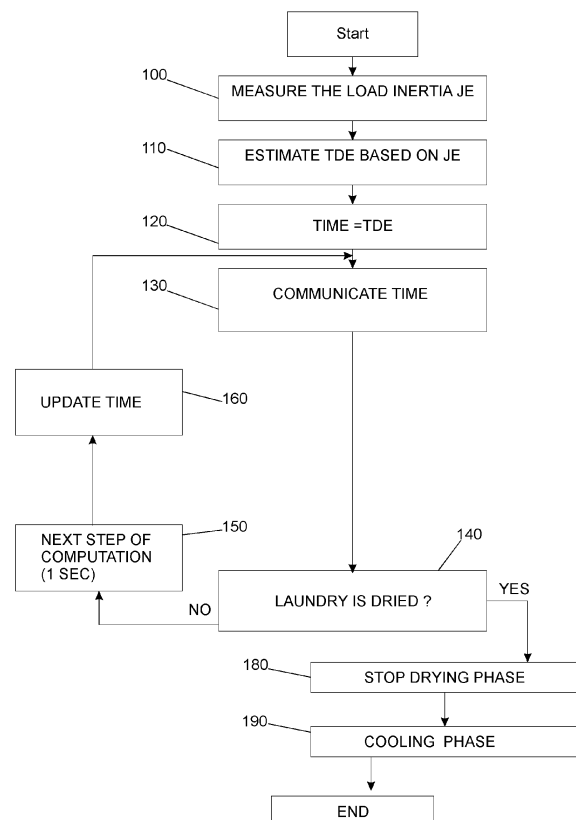 Start
100
MEASURE THE LOAD INERTIA JE
110
ESTIMATE TDE BASED ON JE
120
TIME =TDE
130
COMMUNICATE TIME
UPDATE TIME
160
150
NEXT STEP OF
COMPUTATION
(1 SEC)
140
LAUNDRY IS DRIED ?
NO
YES
180
STOP DRYING PHASE
190
COOLING PHASE
END